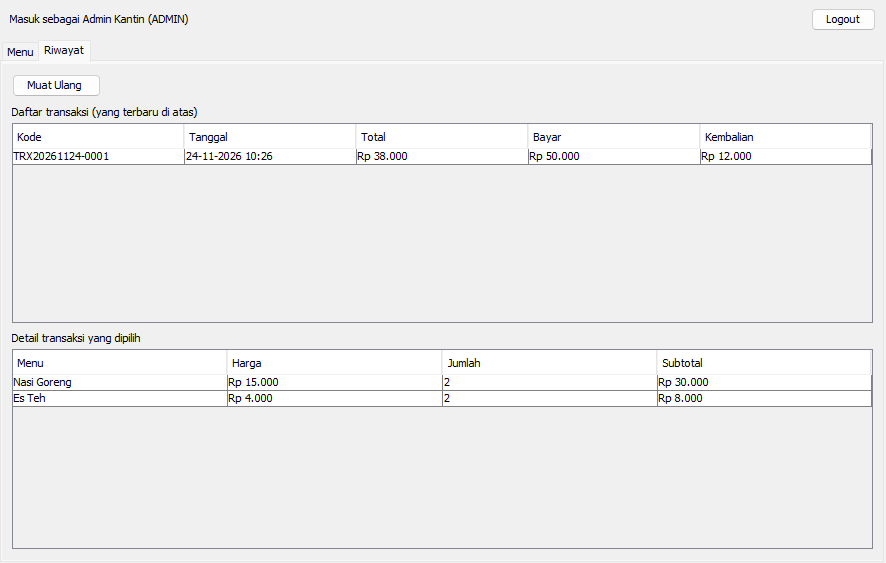 Masuk sebagai Admin Kantin (ADMIN) Logout
Menu Riwayat
Muat Ulang
Daftar transaksi (yang terbaru di atas)
Kode Tanggal Total Bayar Kembalian
TRX20261124-0001 24-11-2026 10:26 Rp 38.000 Rp 50.000 Rp 12.000
Detail transaksi yang dipilih
Menu Harga Jumlah Subtotal
Nasi Goreng Rp 15.000 2 Rp 30.000
Es Teh Rp 4.000 2 Rp 8.000